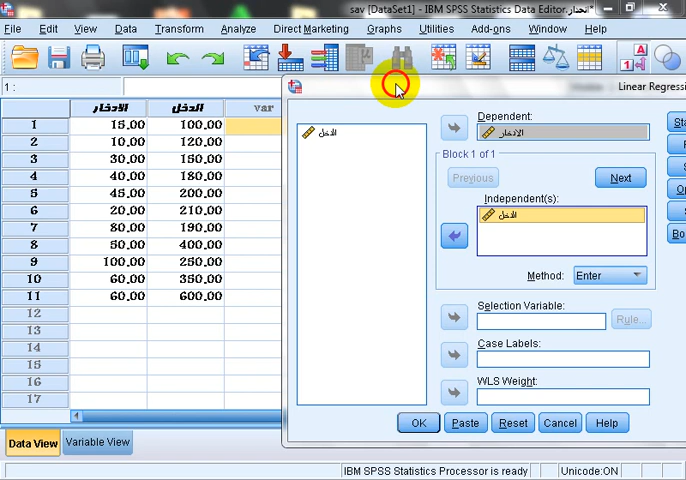 *انحدار.sav [DataSet1] - IBM SPSS Statistics Data Editor
File Edit View Data Transform Analyze Direct Marketing Graphs Utilities Add-ons Window Help
1 :
Linear Regressi
الادخار الدخل var
1 15.00 100.00
2 10.00 120.00
3 30.00 150.00
4 40.00 180.00
5 45.00 200.00
6 20.00 210.00
7 80.00 190.00
8 50.00 400.00
9 100.00 250.00
10 60.00 350.00
11 60.00 600.00
12
13
14
15
16
17
الدخل
Dependent:
الادخار
Block 1 of 1
Previous
Next
Independent(s):
الدخل
Method: Enter
Selection Variable:
Rule...
Case Labels:
WLS Weight:
OK Paste Reset Cancel Help
Sta
Bo
Data View Variable View
IBM SPSS Statistics Processor is ready
Unicode:ON